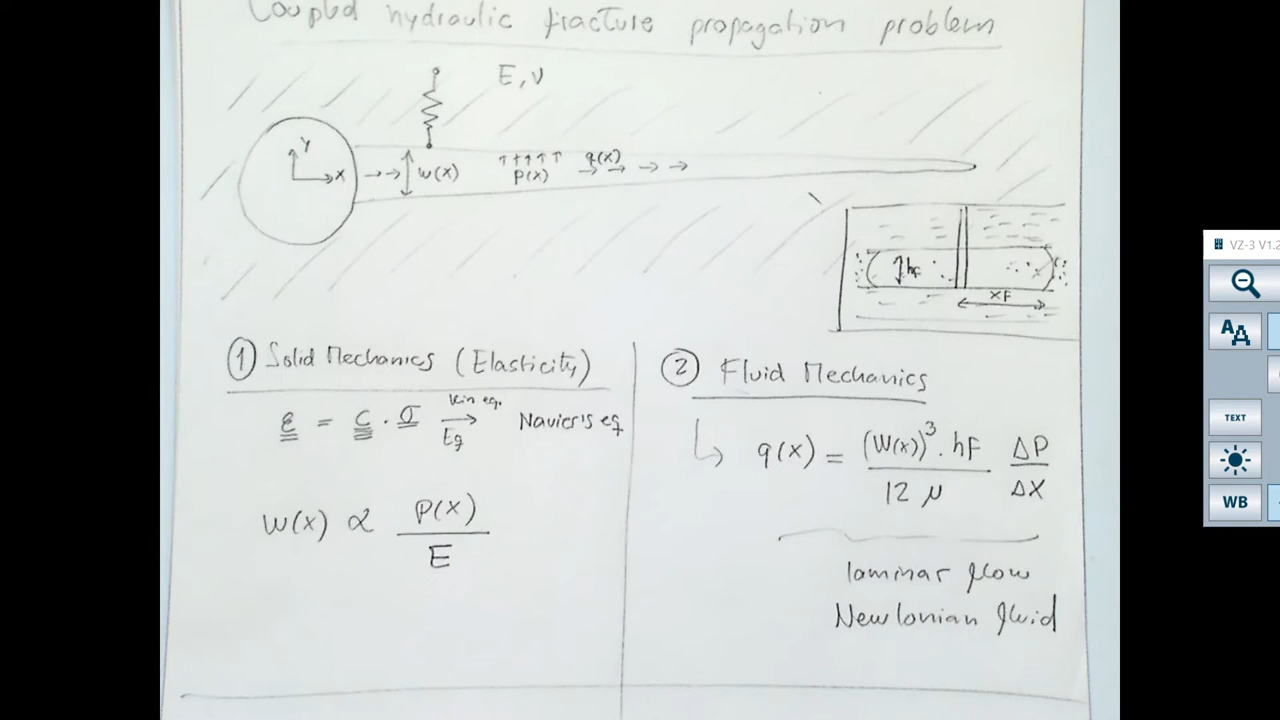 Coupled hydraulic fracture propagation problem
E, ν
Y
X
w(x)
P(x)
q(x)
hf
xF
① Solid Mechanics (Elasticity)
ε = C . σ → Navier's eq
Kin eq.
Eq
w(x) ∝ P(x) / E
② Fluid Mechanics
↳ q(x) = (W(x))³ . hF / 12 μ ΔP / ΔX
laminar flow
Newtonian fluid
VZ-3 V1.2
AA
TEXT
WB